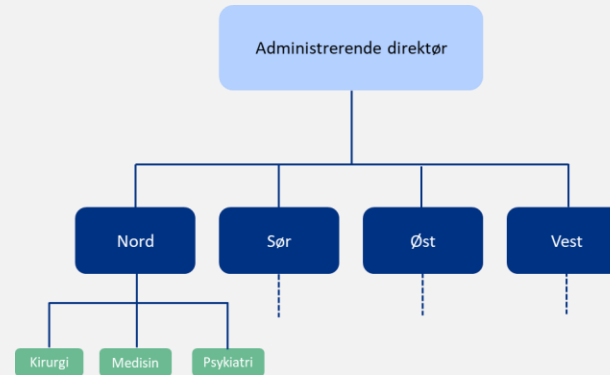 Administrerende direktør
Nord
Sør
Øst
Vest
Kirurgi
Medisin
Psykiatri